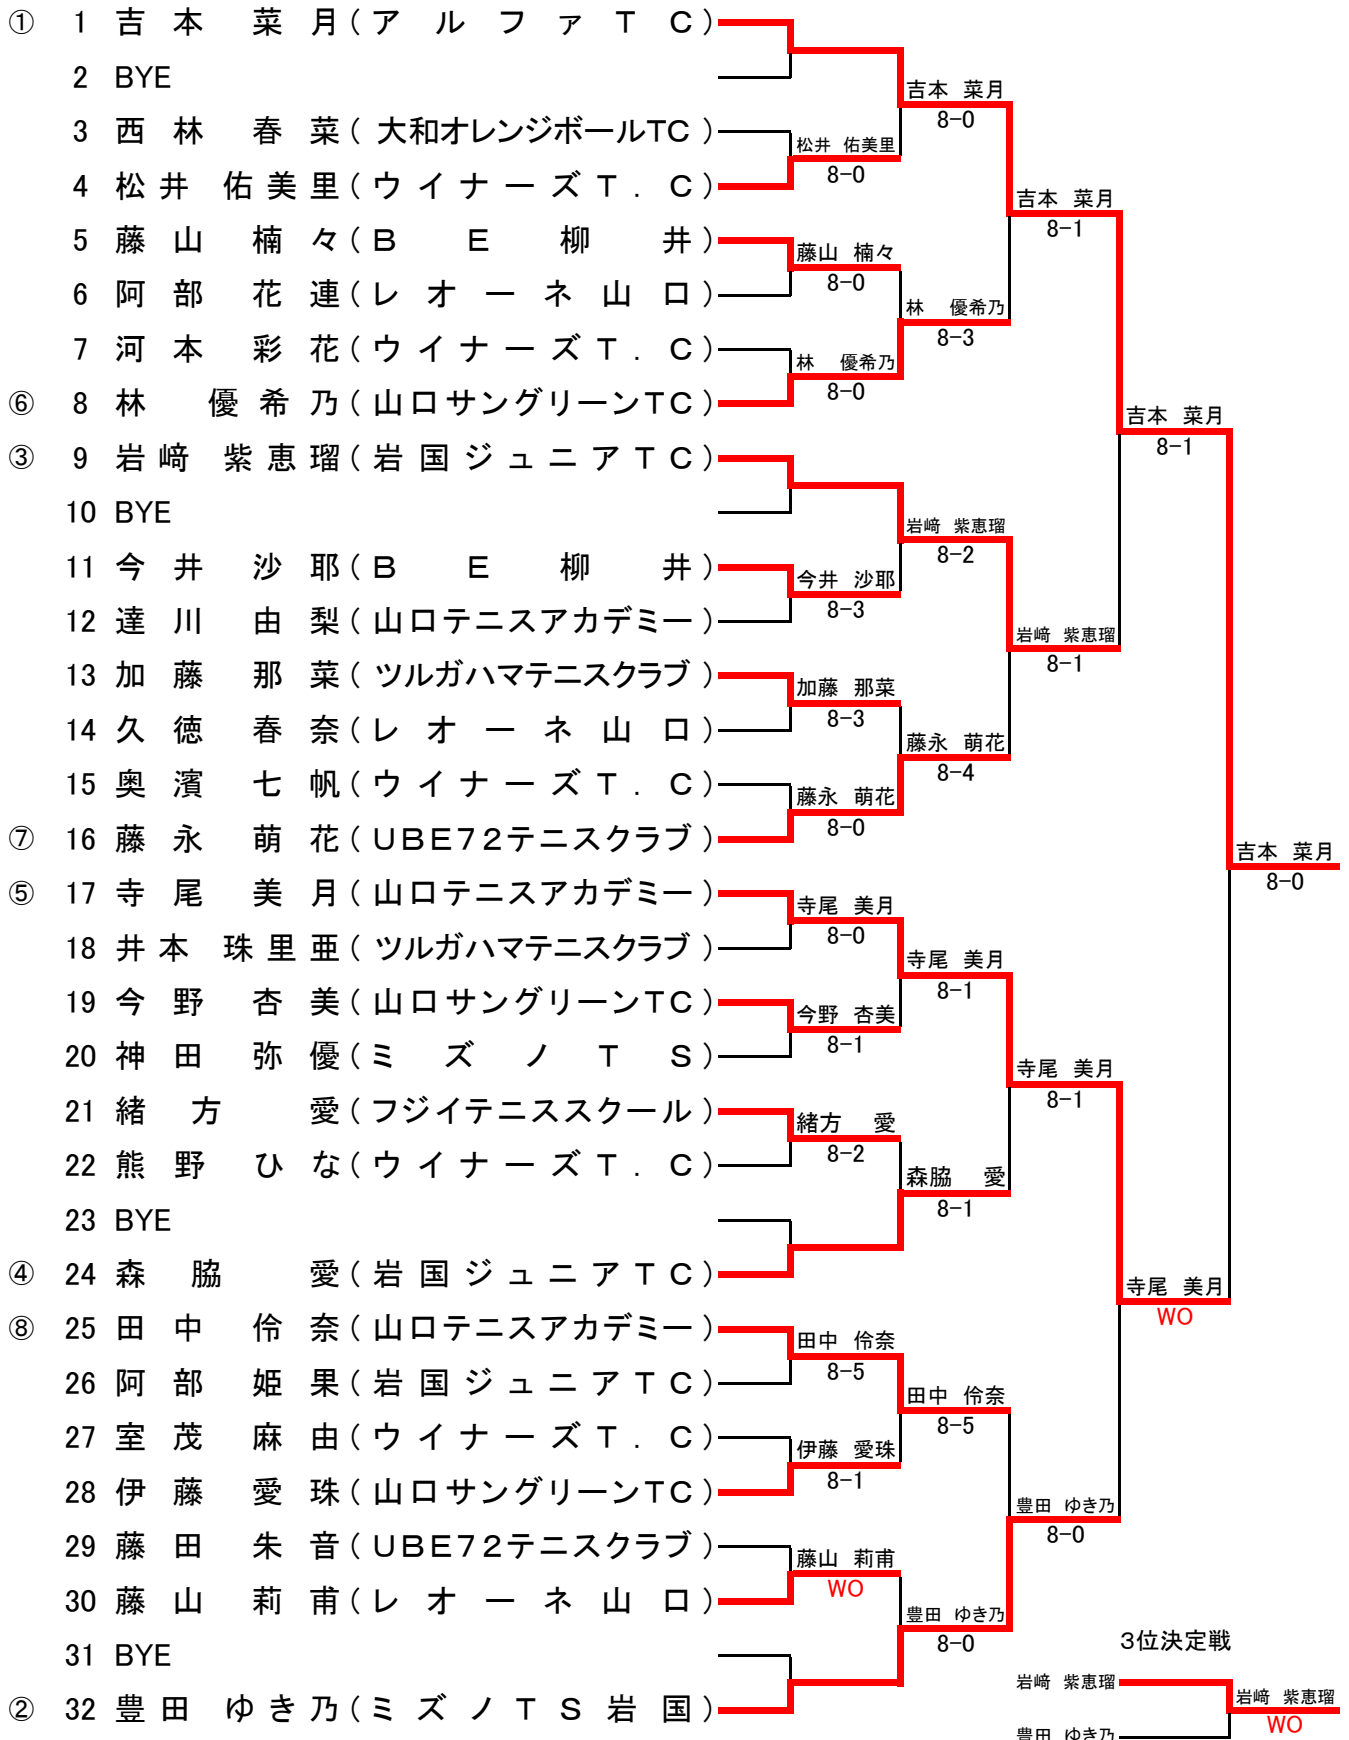 ① 1 吉本 菜月(アルファTC)
2 BYE
3 西林 春菜(大和オレンジボールTC)
4 松井 佑美里(ウイナーズT.C)
5 藤山 楠々(BE柳井)
6 阿部 花連(レオーネ山口)
7 河本 彩花(ウイナーズT.C)
⑥ 8 林 優希乃(山口サングリーンTC)
③ 9 岩﨑 紫恵瑠(岩国ジュニアTC)
10 BYE
11 今井 沙耶(BE柳井)
12 達川 由梨(山口テニスアカデミー)
13 加藤 那菜(ツルガハマテニスクラブ)
14 久徳 春奈(レオーネ山口)
15 奥濱 七帆(ウイナーズT.C)
⑦ 16 藤永 萌花(UBE72テニスクラブ)
⑤ 17 寺尾 美月(山口テニスアカデミー)
18 井本 珠里亜(ツルガハマテニスクラブ)
19 今野 杏美(山口サングリーンTC)
20 神田 弥優(ミズノTS)
21 緒方 愛(フジイテニススクール)
22 熊野 ひな(ウイナーズT.C)
23 BYE
④ 24 森脇 愛(岩国ジュニアTC)
⑧ 25 田中 伶奈(山口テニスアカデミー)
26 阿部 姫果(岩国ジュニアTC)
27 室茂 麻由(ウイナーズT.C)
28 伊藤 愛珠(山口サングリーンTC)
29 藤田 朱音(UBE72テニスクラブ)
30 藤山 莉甫(レオーネ山口)
31 BYE
② 32 豊田 ゆき乃(ミズノTS岩国)
松井 佑美里
8-0
藤山 楠々
8-0
林 優希乃
8-0
今井 沙耶
8-3
加藤 那菜
8-3
藤永 萌花
8-0
寺尾 美月
8-0
今野 杏美
8-1
緒方 愛
8-2
田中 伶奈
8-5
伊藤 愛珠
8-1
藤山 莉甫
WO
吉本 菜月
8-0
林 優希乃
8-3
岩﨑 紫恵瑠
8-2
藤永 萌花
8-4
寺尾 美月
8-1
森脇 愛
8-1
田中 伶奈
8-5
豊田 ゆき乃
8-0
吉本 菜月
8-1
岩﨑 紫恵瑠
8-1
寺尾 美月
8-1
豊田 ゆき乃
8-0
吉本 菜月
8-1
寺尾 美月
WO
吉本 菜月
8-0
3位決定戦
岩﨑 紫恵瑠
豊田 ゆき乃
岩﨑 紫恵瑠
WO